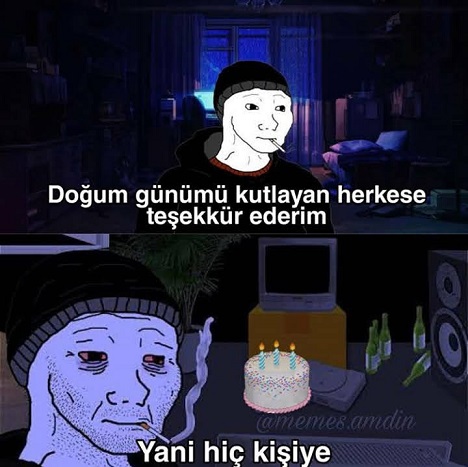 Doğum günümü kutlayan herkese
teşekkür ederim
@memes.amdin
Yani hiç kişiye